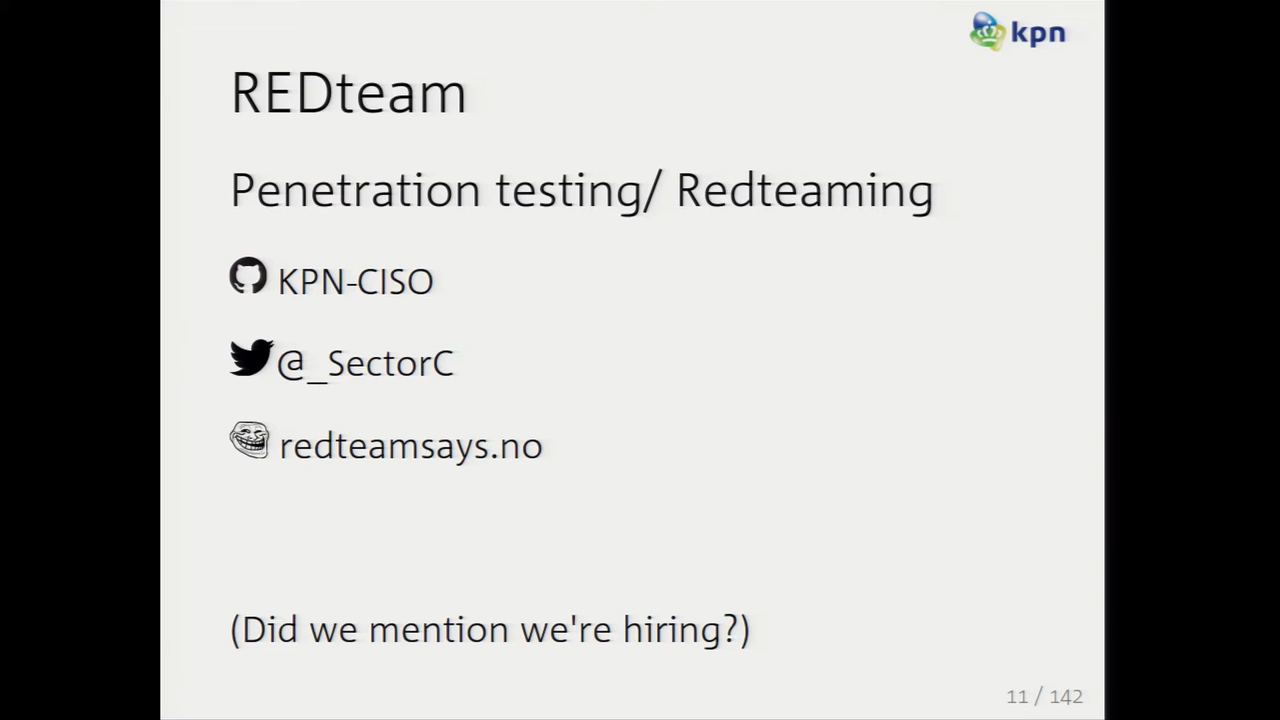 kpn
REDteam
Penetration testing/ Redteaming
KPN-CISO
@_SectorC
redteamsays.no
(Did we mention we're hiring?)
11 / 142